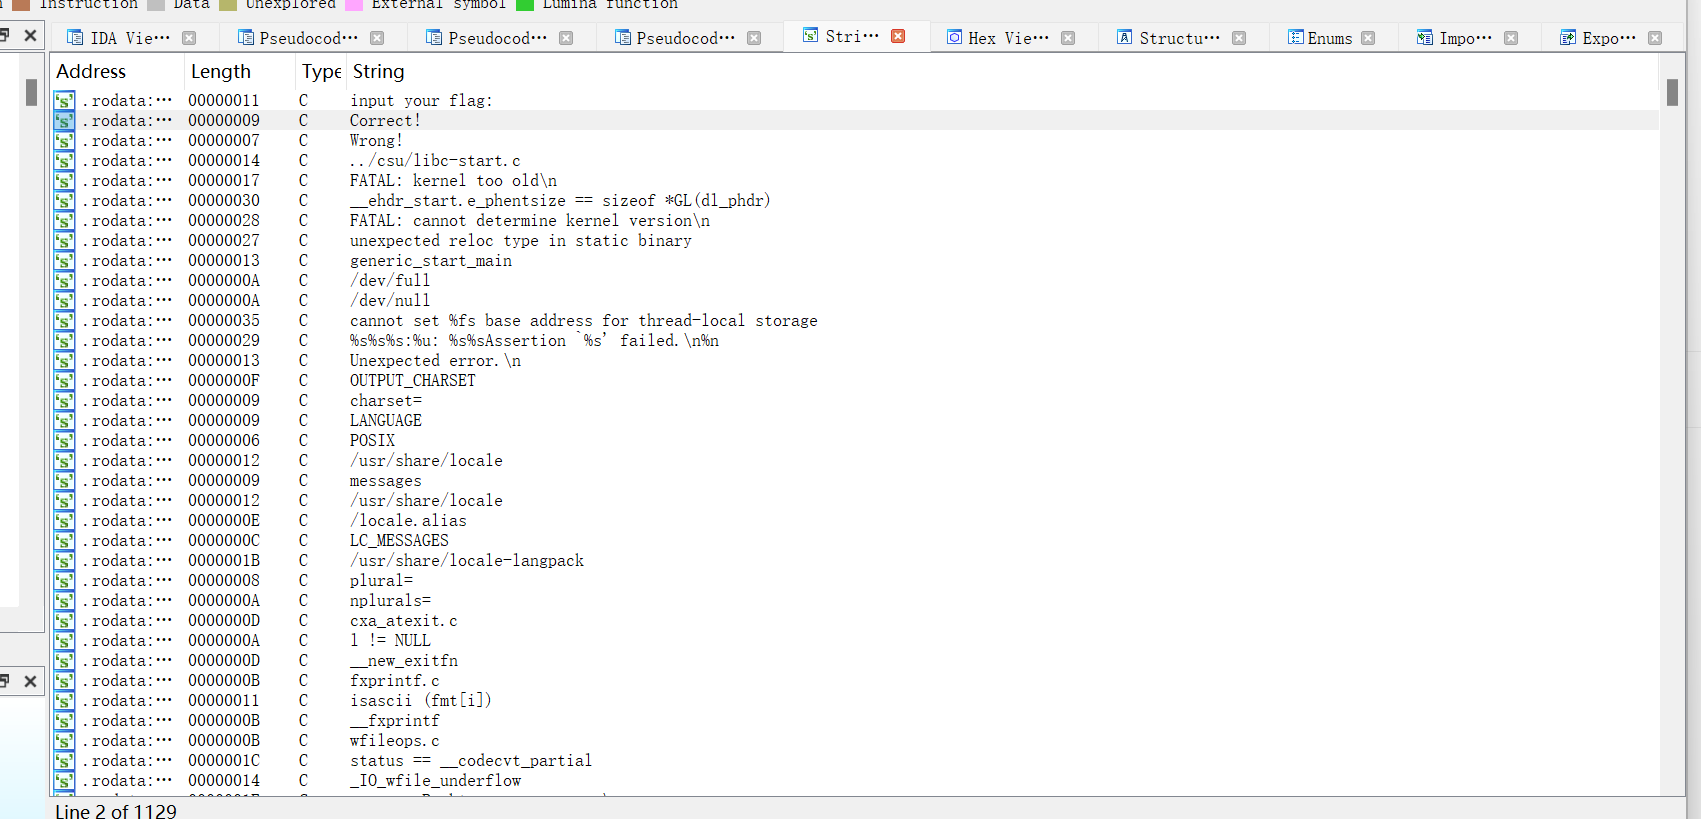 Instruction Data Unexplored External symbol Lumina function
IDA Vie··· Pseudocod··· Pseudocod··· Pseudocod··· Stri··· Hex Vie··· Structu··· Enums Impo··· Expo···
Address Length Type String
.rodata:··· 00000011 C input your flag:
.rodata:··· 00000009 C Correct!
.rodata:··· 00000007 C Wrong!
.rodata:··· 00000014 C ../csu/libc-start.c
.rodata:··· 00000017 C FATAL: kernel too old\n
.rodata:··· 00000030 C __ehdr_start.e_phentsize == sizeof *GL(dl_phdr)
.rodata:··· 00000028 C FATAL: cannot determine kernel version\n
.rodata:··· 00000027 C unexpected reloc type in static binary
.rodata:··· 00000013 C generic_start_main
.rodata:··· 0000000A C /dev/full
.rodata:··· 0000000A C /dev/null
.rodata:··· 00000035 C cannot set %fs base address for thread-local storage
.rodata:··· 00000029 C %s%s%s:%u: %s%sAssertion `%s' failed.\n%n
.rodata:··· 00000013 C Unexpected error.\n
.rodata:··· 0000000F C OUTPUT_CHARSET
.rodata:··· 00000009 C charset=
.rodata:··· 00000009 C LANGUAGE
.rodata:··· 00000006 C POSIX
.rodata:··· 00000012 C /usr/share/locale
.rodata:··· 00000009 C messages
.rodata:··· 00000012 C /usr/share/locale
.rodata:··· 0000000E C /locale.alias
.rodata:··· 0000000C C LC_MESSAGES
.rodata:··· 0000001B C /usr/share/locale-langpack
.rodata:··· 00000008 C plural=
.rodata:··· 0000000A C nplurals=
.rodata:··· 0000000D C cxa_atexit.c
.rodata:··· 0000000A C l != NULL
.rodata:··· 0000000D C __new_exitfn
.rodata:··· 0000000B C fxprintf.c
.rodata:··· 00000011 C isascii (fmt[i])
.rodata:··· 0000000B C __fxprintf
.rodata:··· 0000000B C wfileops.c
.rodata:··· 0000001C C status == __codecvt_partial
.rodata:··· 00000014 C _IO_wfile_underflow
Line 2 of 1129